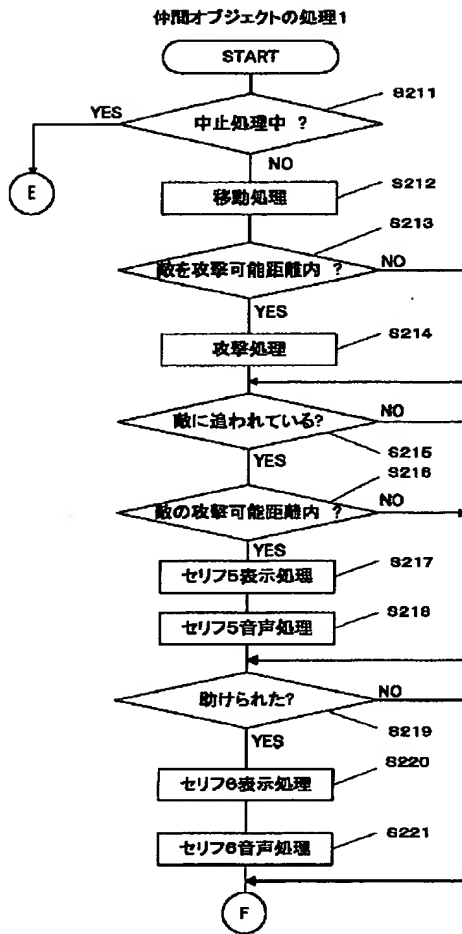 仲間オブジェクトの処理1
START
S211
YES
中止処理中 ?
E
NO
S212
移動処理
S213
敵を攻撃可能距離内 ?
NO
YES
S214
攻撃処理
敵に追われている?
NO
S215
YES
S216
敵の攻撃可能距離内 ?
NO
YES
S217
セリフ5表示処理
S218
セリフ5音声処理
助けられた?
NO
S219
YES
S220
セリフ6表示処理
S221
セリフ6音声処理
F